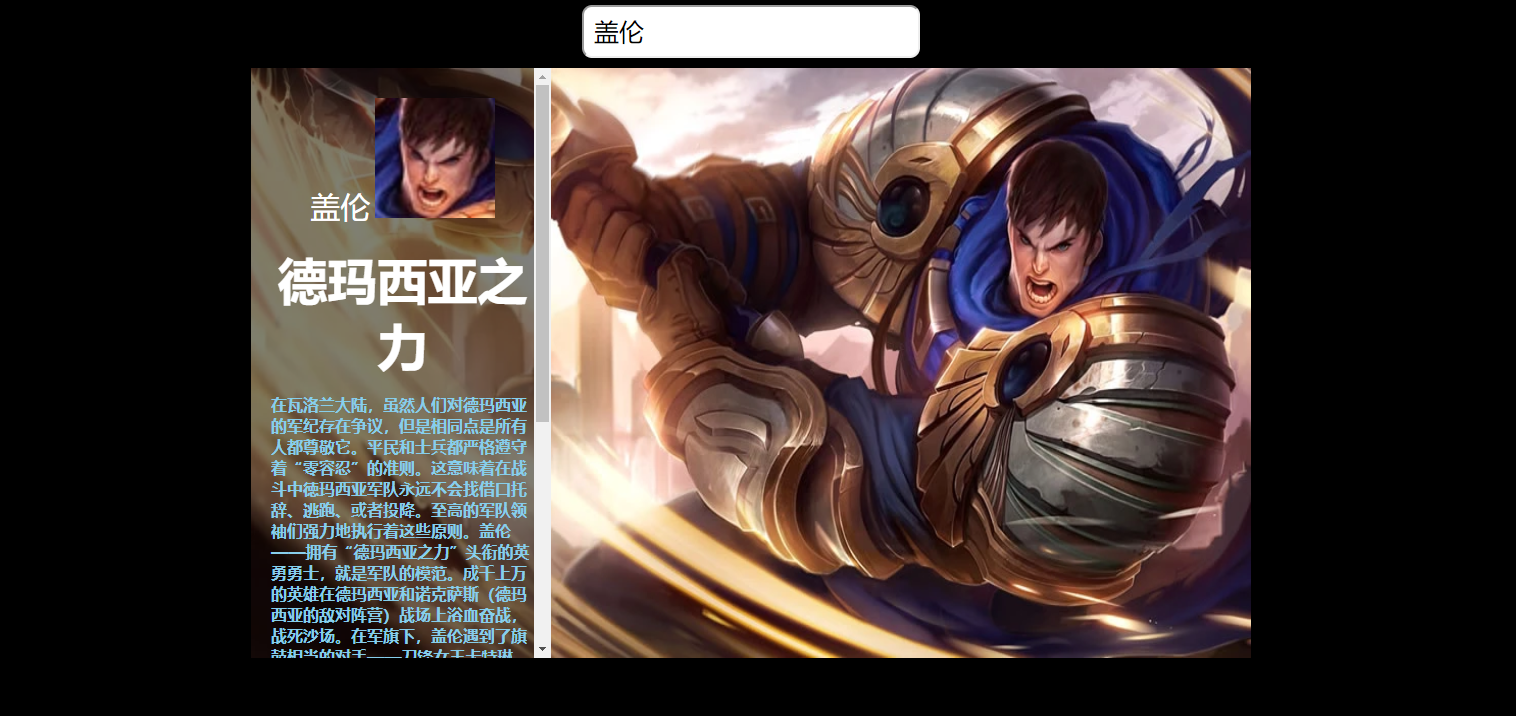 盖伦
盖伦
德玛西亚之
力
在瓦洛兰大陆，虽然人们对德玛西亚
的军纪存在争议，但是相同点是所有
人都尊敬它。平民和士兵都严格遵守
着“零容忍”的准则。这意味着在战
斗中德玛西亚军队永远不会找借口托
辞、逃跑、或者投降。至高的军队领
袖们强力地执行着这些原则。盖伦
——拥有“德玛西亚之力”头衔的英
勇勇士，就是军队的模范。成千上万
的英雄在德玛西亚和诺克萨斯（德玛
西亚的敌对阵营）战场上浴血奋战，
战死沙场。在军旗下，盖伦遇到了旗
鼓相当的对手——刀锋女王卡特琳